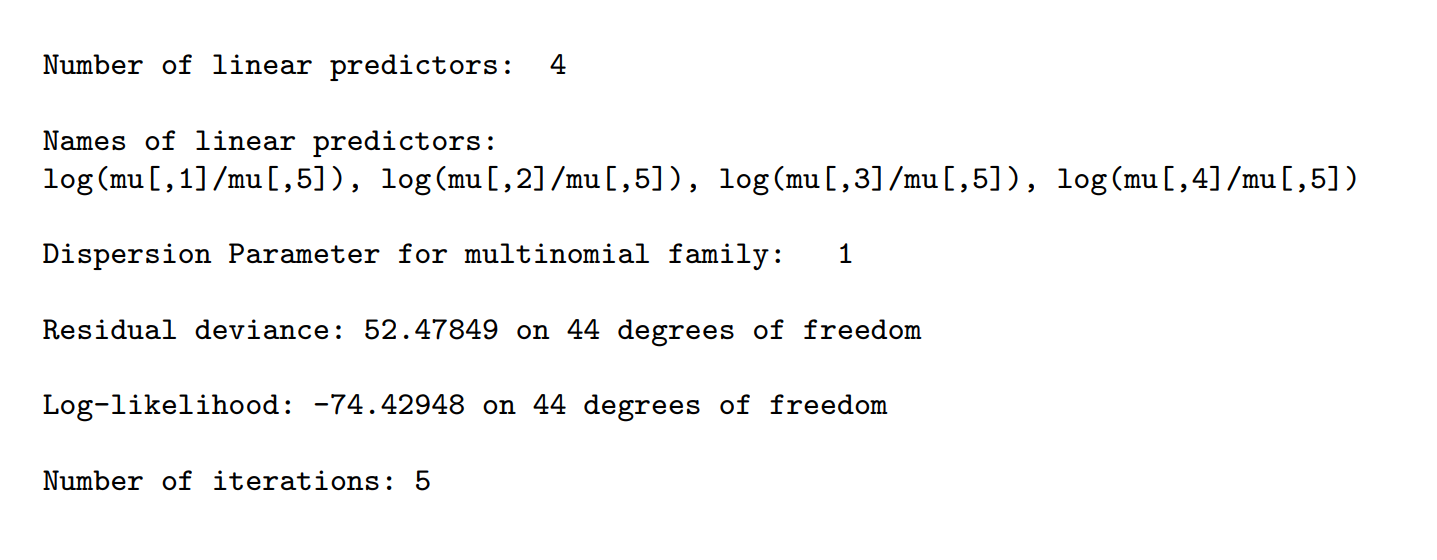 Number of linear predictors:  4
Names of linear predictors:
log(mu[,1]/mu[,5]), log(mu[,2]/mu[,5]), log(mu[,3]/mu[,5]), log(mu[,4]/mu[,5])
Dispersion Parameter for multinomial family:   1
Residual deviance: 52.47849 on 44 degrees of freedom
Log-likelihood: -74.42948 on 44 degrees of freedom
Number of iterations: 5